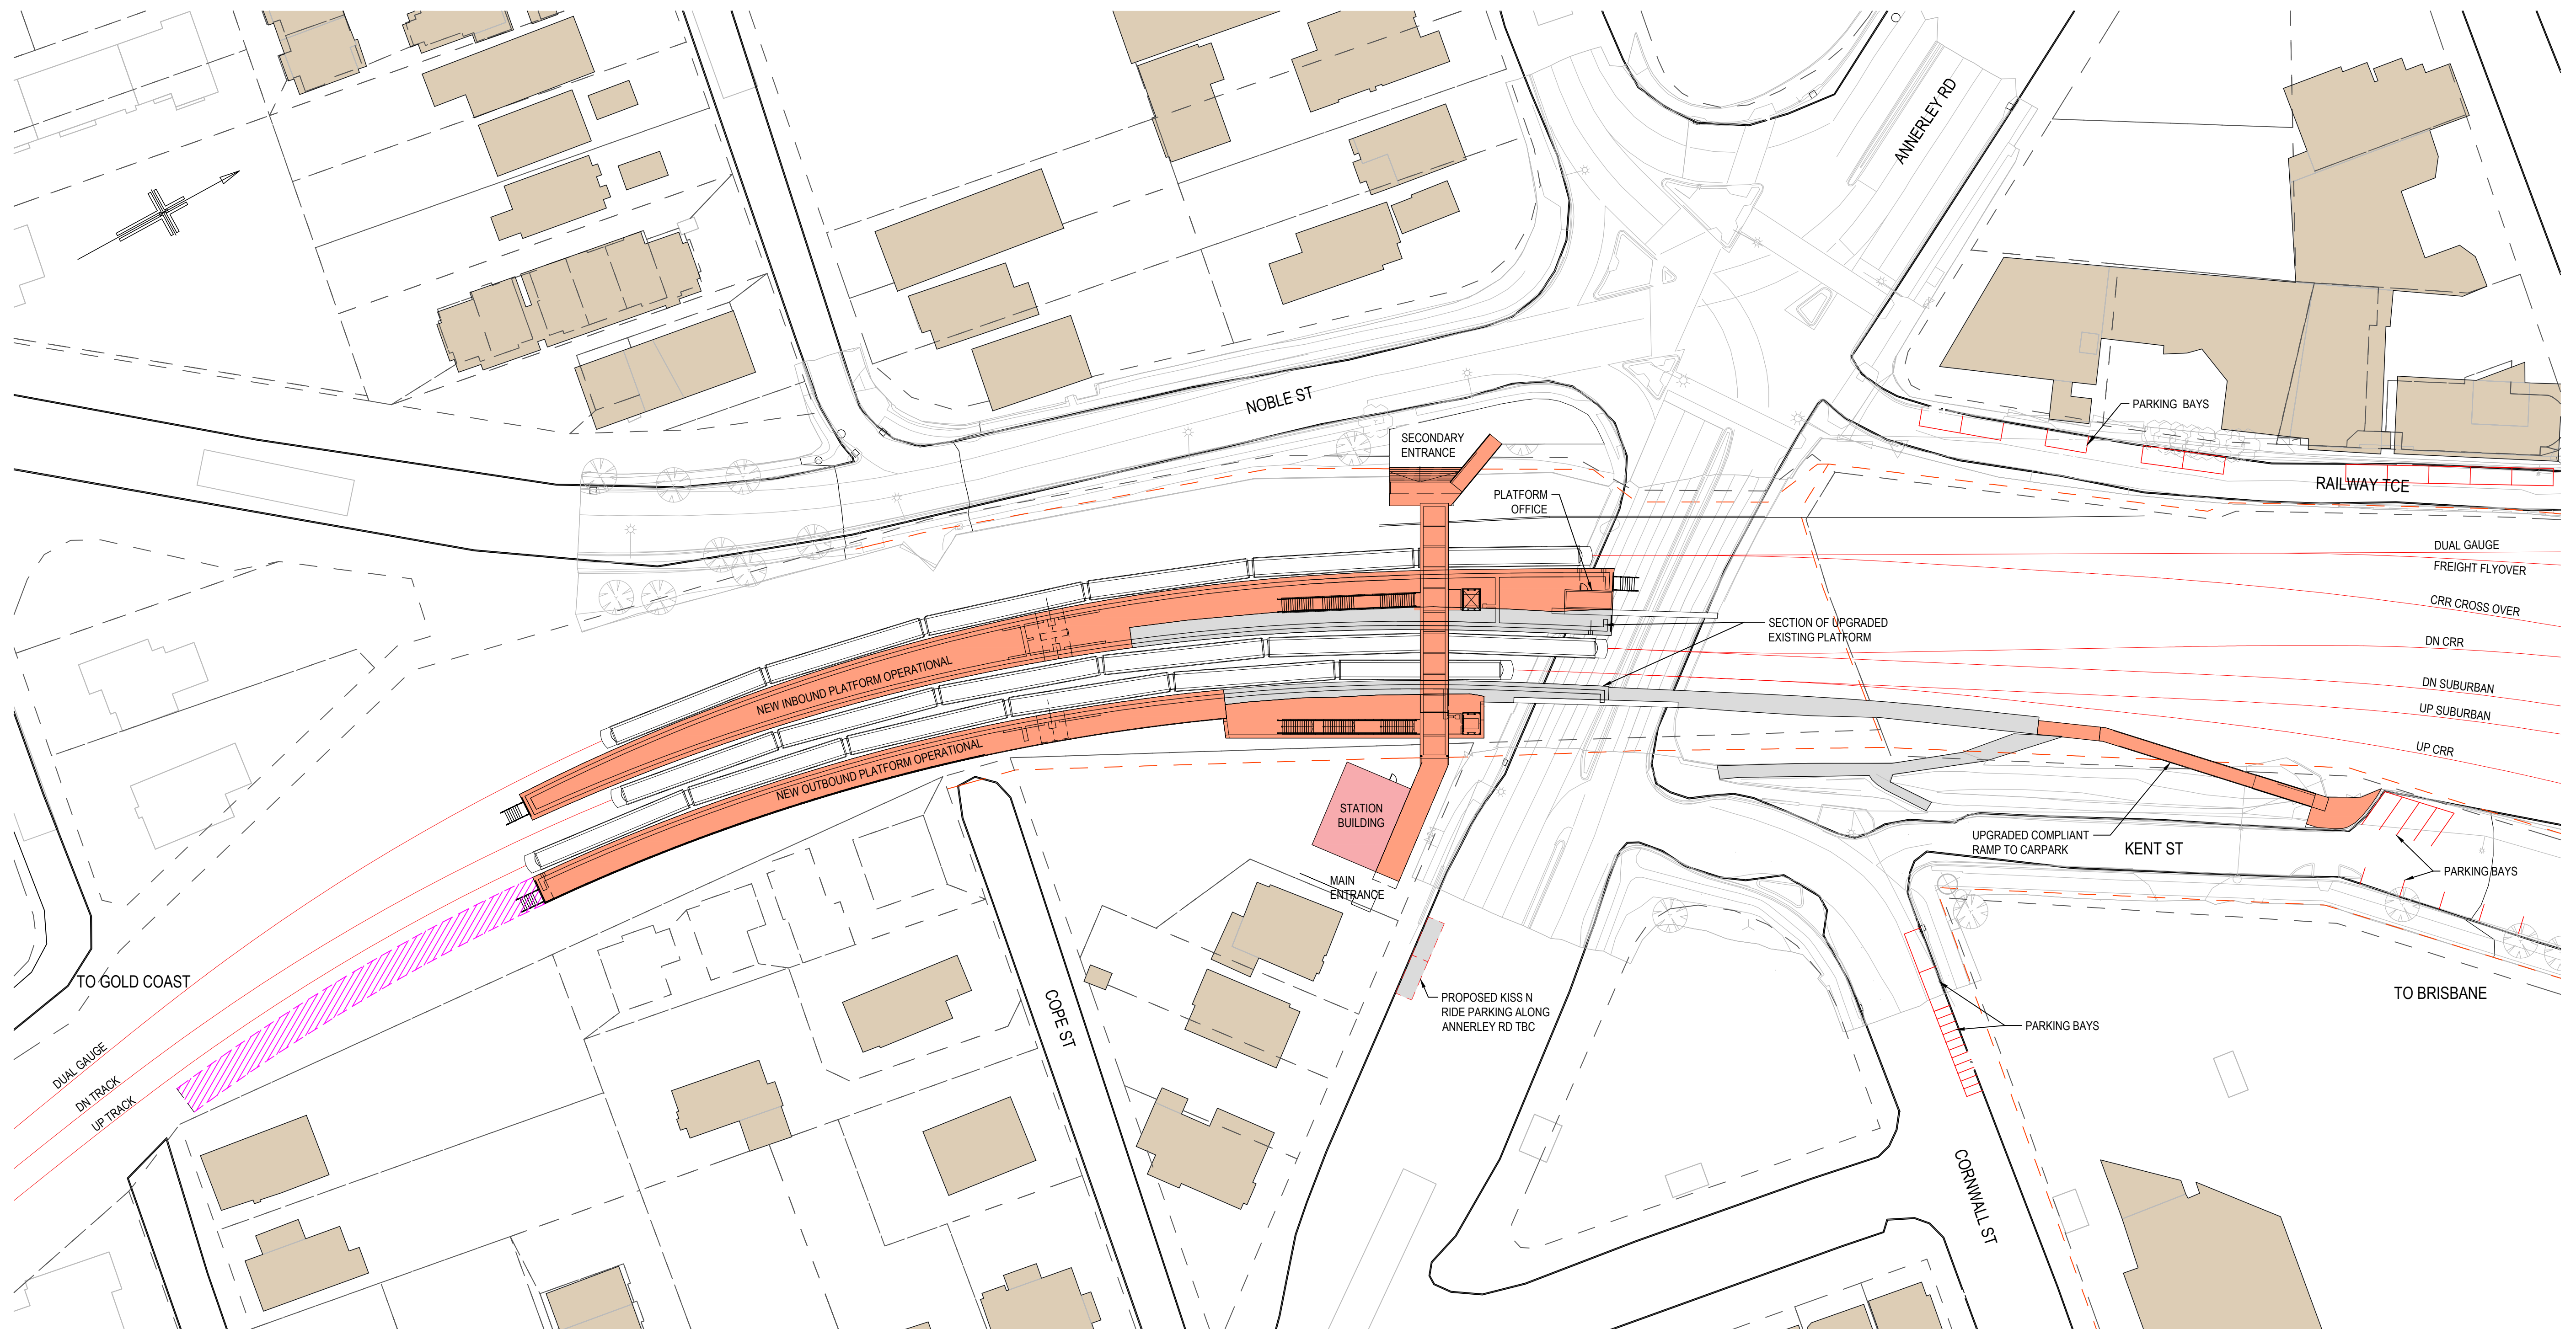 ANNERLEY RD
NOBLE ST
PARKING  BAYS
SECONDARY
ENTRANCE
RAILWAY TCE
PLATFORM
OFFICE
DUAL GAUGE
FREIGHT FLYOVER
CRR CROSS OVER
SECTION OF UPGRADED
EXISTING PLATFORM
DN CRR
NEW INBOUND PLATFORM OPERATIONAL
DN SUBURBAN
UP SUBURBAN
UP CRR
NEW OUTBOUND PLATFORM OPERATIONAL
STATION
BUILDING
UPGRADED COMPLIANT
RAMP TO CARPARK
KENT ST
PARKING BAYS
MAIN
ENTRANCE
TO GOLD COAST
TO BRISBANE
PROPOSED KISS N
RIDE PARKING ALONG
ANNERLEY RD TBC
COPE ST
PARKING BAYS
DUAL GAUGE
DN TRACK
UP TRACK
CORNWALL ST